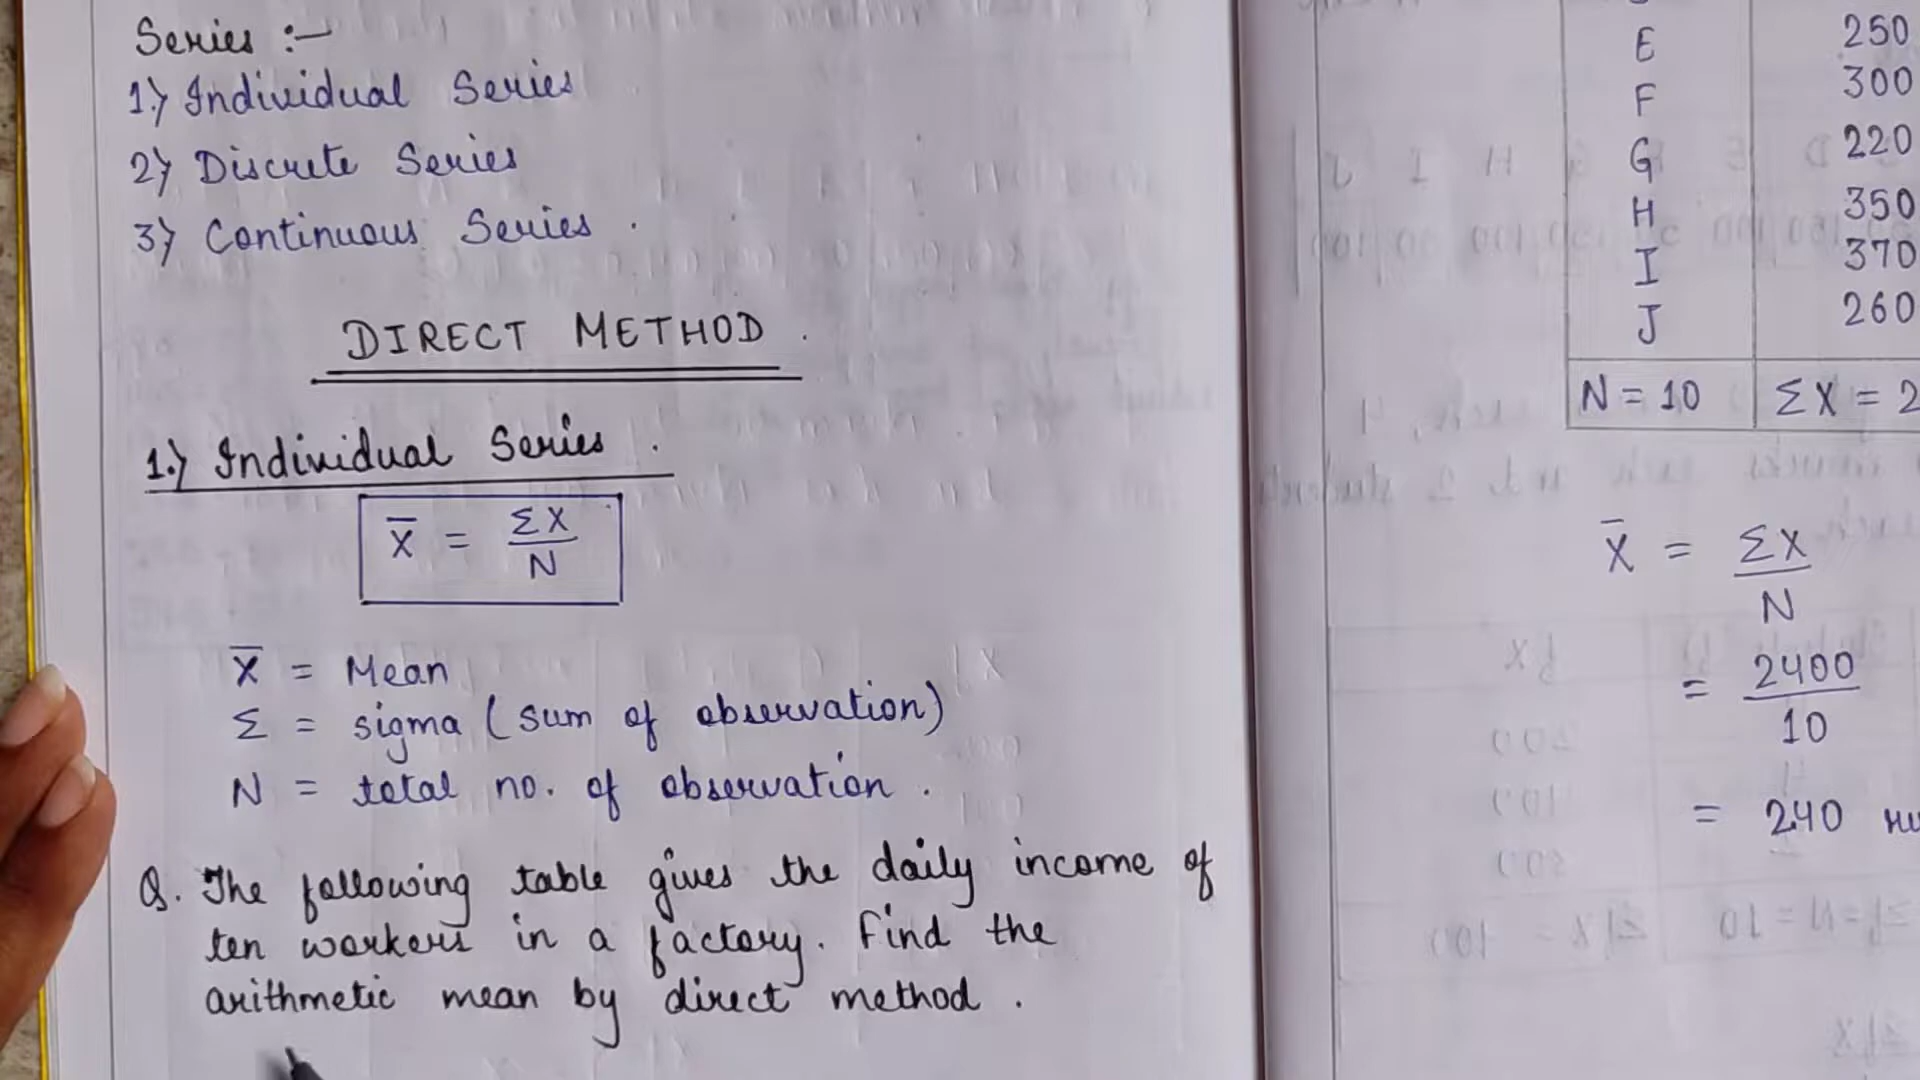 Series :-
1.) Individual Series
2) Discrete Series
3) Continuous Series .
DIRECT METHOD .
1.) Individual Series .
X̅ = ΣX / N
X̅ = Mean
Σ = sigma (sum of observation)
N = total no. of observation .
Q. The following table gives the daily income of
ten workers in a factory. Find the
arithmetic mean by direct method .
E 250
F 300
G 220
H 350
I 370
J 260
N = 10 ΣX = 2
X̅ = ΣX / N
= 2400 / 10
= 240